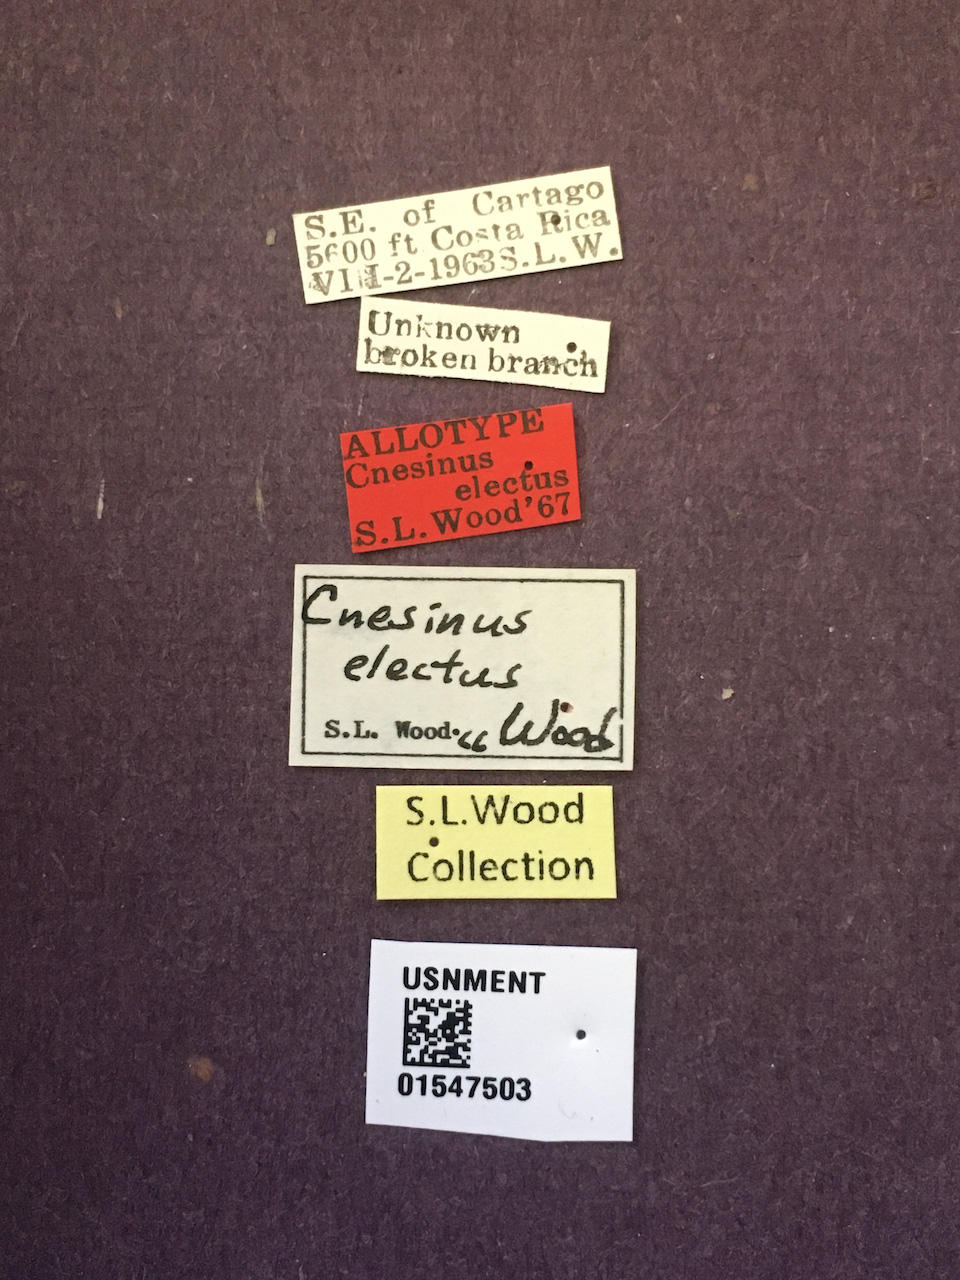 S.E. of Cartago
5600 ft Costa Rica
VIII-2-1963 S.L.W.
Unknown
broken branch
ALLOTYPE
Cnesinus
electus
S.L.Wood'67
Cnesinus
electus
S.L. Wood. “ Wood
S.L.Wood
Collection
USNMENT
01547503